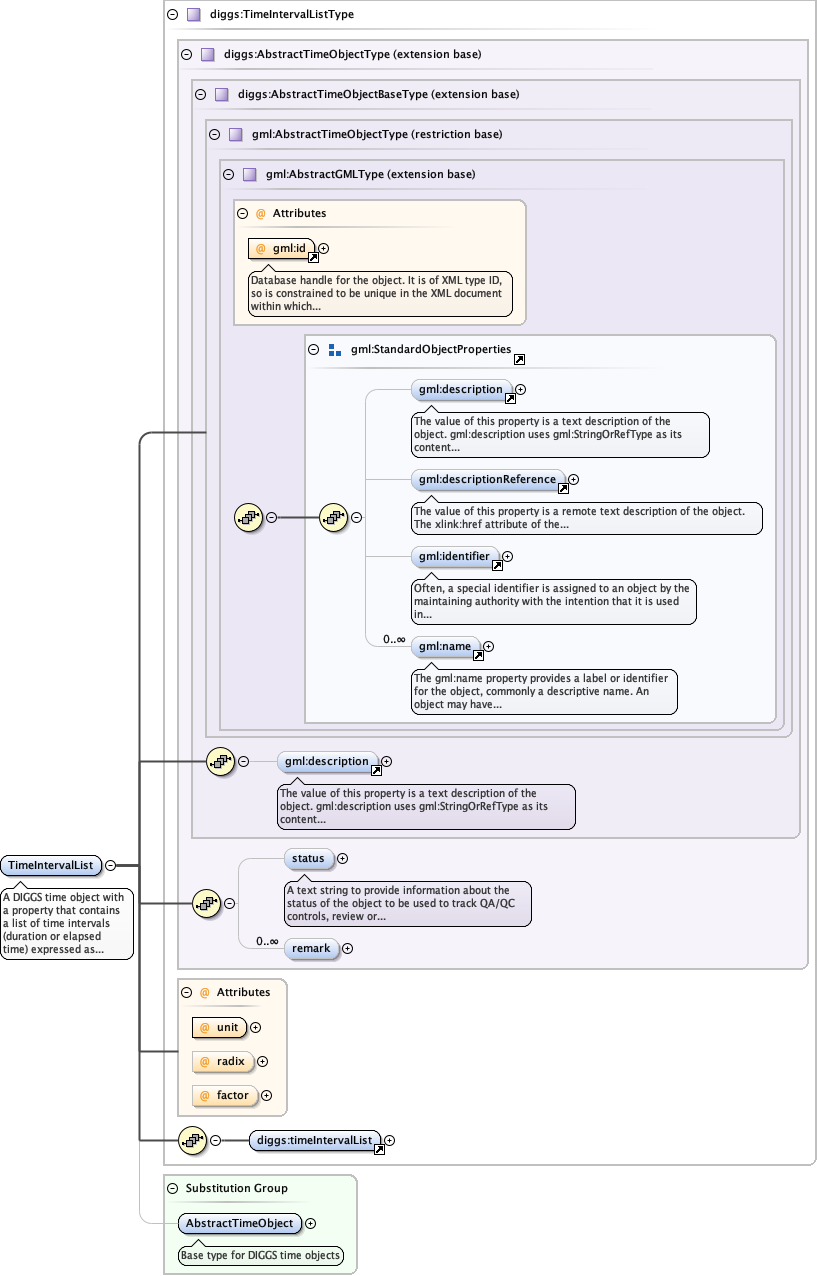 diggs:TimeIntervalListType
diggs:AbstractTimeObjectType (extension base)
diggs:AbstractTimeObjectBaseType (extension base)
gml:AbstractTimeObjectType (restriction base)
gml:AbstractGMLType (extension base)
@ Attributes
@ gml:id
Database handle for the object. It is of XML type ID,
so is constrained to be unique in the XML document
within which...
gml:StandardObjectProperties
gml:description
The value of this property is a text description of the
object. gml:description uses gml:StringOrRefType as its
content...
gml:descriptionReference
The value of this property is a remote text description of the object.
The xlink:href attribute of the...
gml:identifier
Often, a special identifier is assigned to an object by the
maintaining authority with the intention that it is used
in...
0..∞
gml:name
The gml:name property provides a label or identifier
for the object, commonly a descriptive name. An
object may have...
gml:description
The value of this property is a text description of the
object. gml:description uses gml:StringOrRefType as its
content...
TimeIntervalList
A DIGGS time object with
a property that contains
a list of time intervals
(duration or elapsed
time) expressed as...
status
A text string to provide information about the
status of the object to be used to track QA/QC
controls, review or...
0..∞
remark
@ Attributes
@ unit
@ radix
@ factor
diggs:timeIntervalList
Substitution Group
AbstractTimeObject
Base type for DIGGS time objects